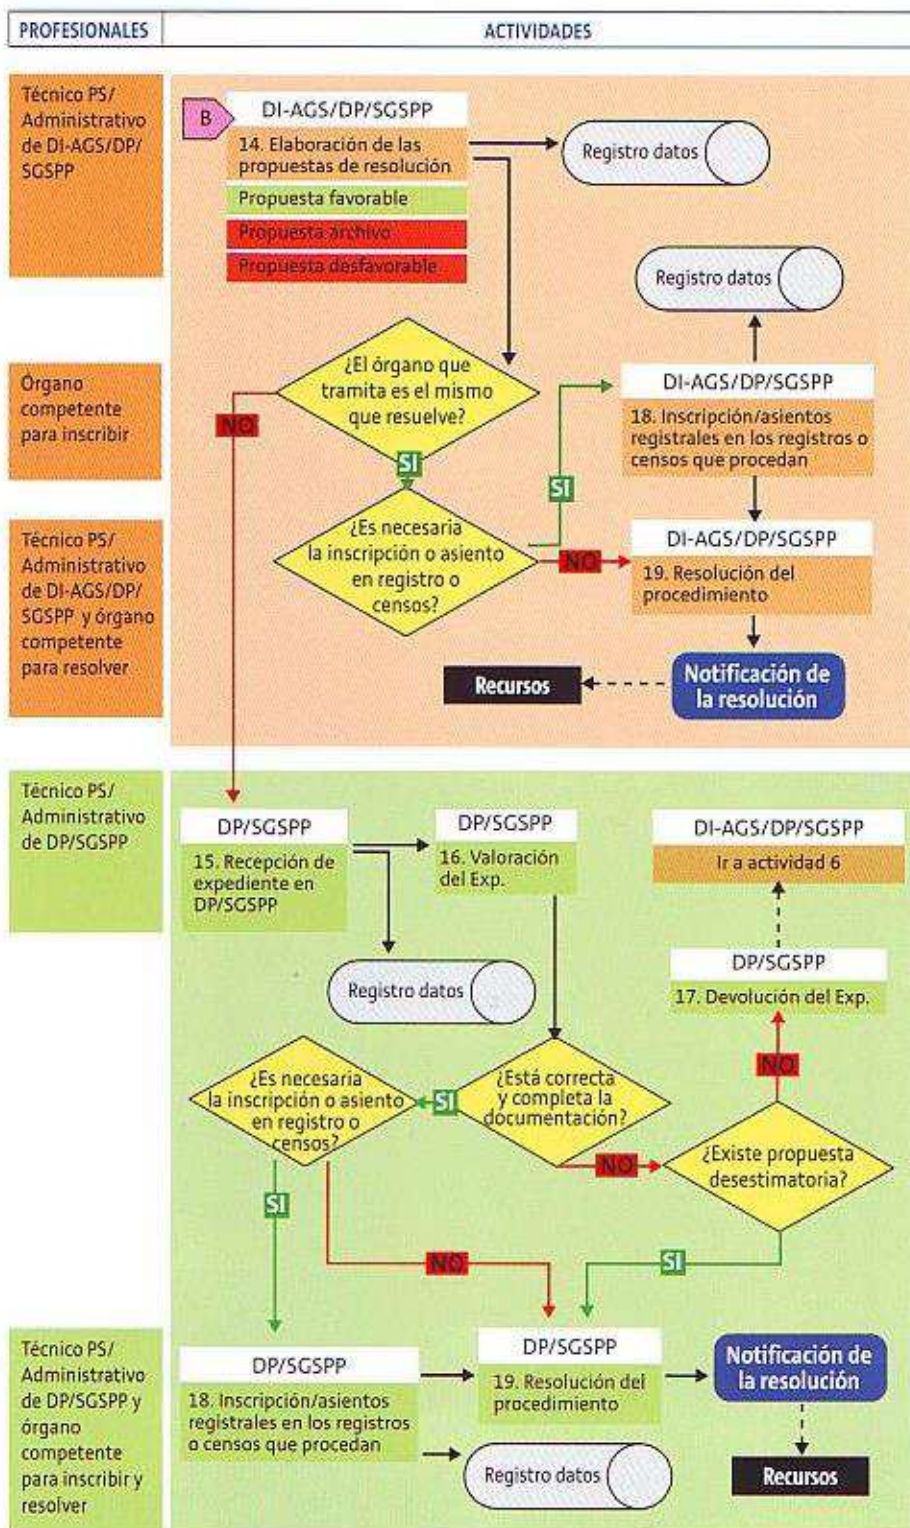 PROFESIONALES
ACTIVIDADES
Técnico PS/
Administrativo
de DI-AGS/DP/
SGSPP
B
DI-AGS/DP/SGSPP
14. Elaboración de las
propuestas de resolución
Propuesta favorable
Propuesta archivo
Propuesta desfavorable
Registro datos
Registro datos
Órgano
competente
para inscribir
¿El órgano que
tramita es el mismo
que resuelve?
NO
SI
DI-AGS/DP/SGSPP
18. Inscripción/asientos
registrales en los registros o
censos que procedan
SI
Técnico PS/
Administrativo
de DI-AGS/DP/
SGSPP y órgano
competente
para resolver
¿Es necesaria
la inscripción o asiento
en registro o
censos?
NO
DI-AGS/DP/SGSPP
19. Resolución del
procedimiento
Recursos
Notificación de
la resolución
Técnico PS/
Administrativo
de DP/SGSPP
DP/SGSPP
15. Recepción de
expediente en
DP/SGSPP
DP/SGSPP
16. Valoración
del Exp.
DI-AGS/DP/SGSPP
Ir a actividad 6
DP/SGSPP
17. Devolución del Exp.
Registro datos
NO
¿Es necesaria
la inscripción o asiento
en registro o
censos?
SI
¿Está correcta
y completa la
documentación?
NO
¿Existe propuesta
desestimatoria?
SI
NO
SI
Técnico PS/
Administrativo
de DP/SGSPP y
órgano
competente
para inscribir y
resolver
DP/SGSPP
18. Inscripción/asientos
registrales en los registros
o censos que procedan
DP/SGSPP
19. Resolución del
procedimiento
Notificación de
la resolución
Registro datos
Recursos